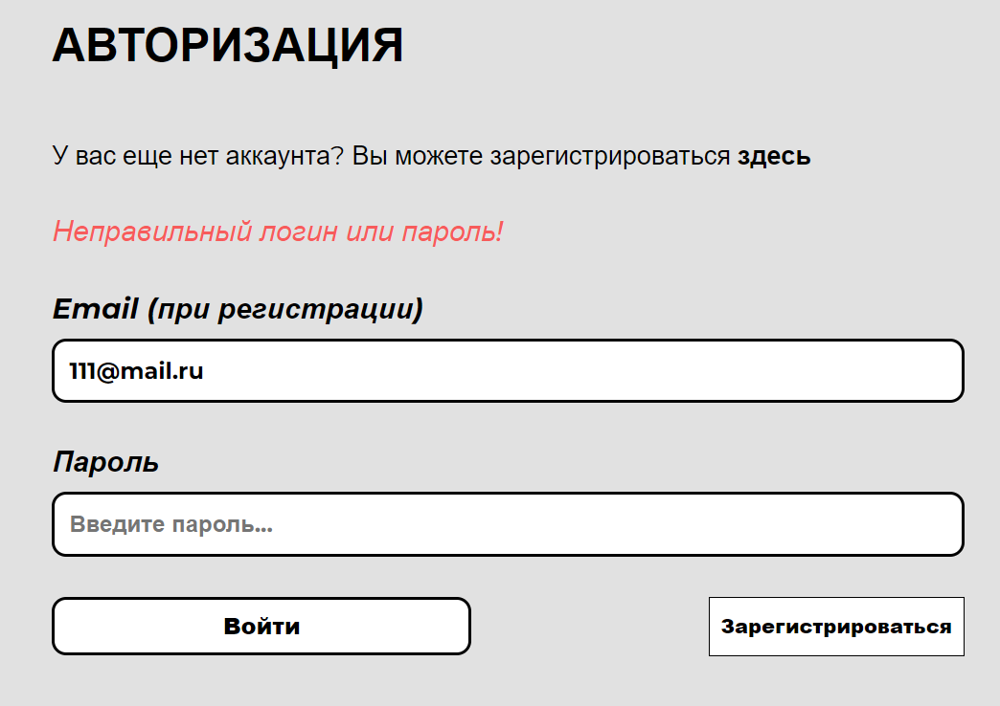 АВТОРИЗАЦИЯ
У вас еще нет аккаунта? Вы можете зарегистрироваться здесь
Неправильный логин или пароль!
Email (при регистрации)
111@mail.ru
Пароль
Введите пароль...
Войти
Зарегистрироваться